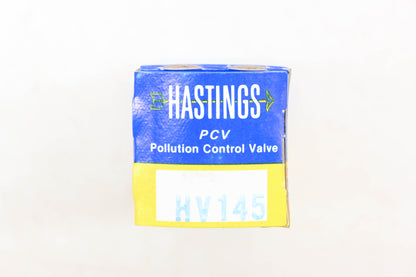 HASTINGS
PCV
Pollution Control Valve
HV145